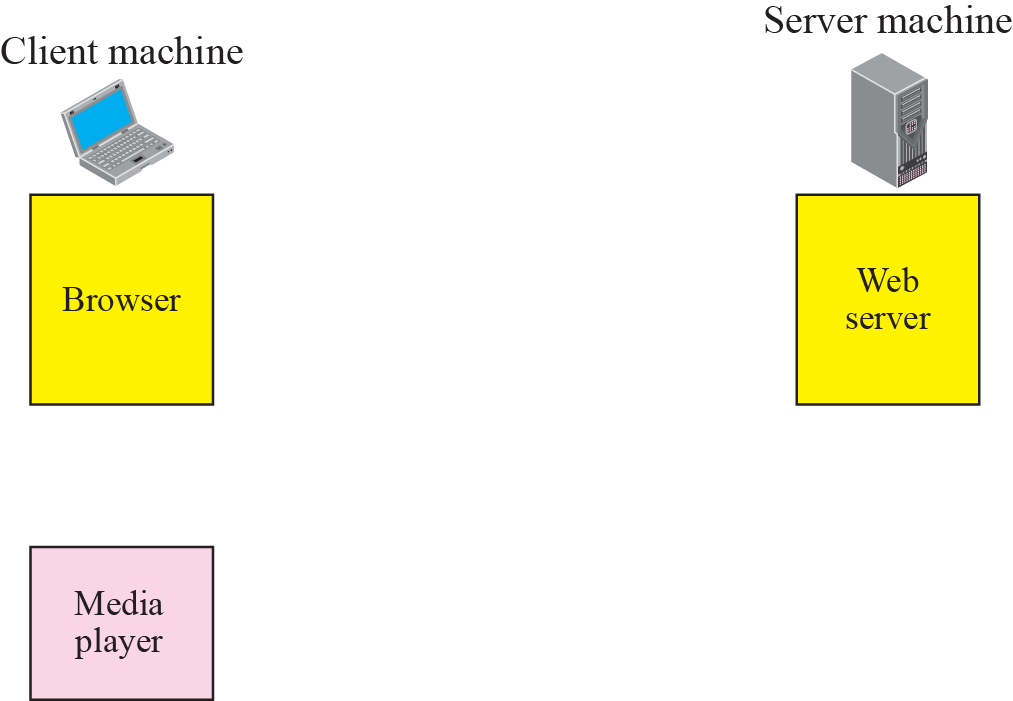 Client machine
Server machine
Browser
Web
server
Media
player